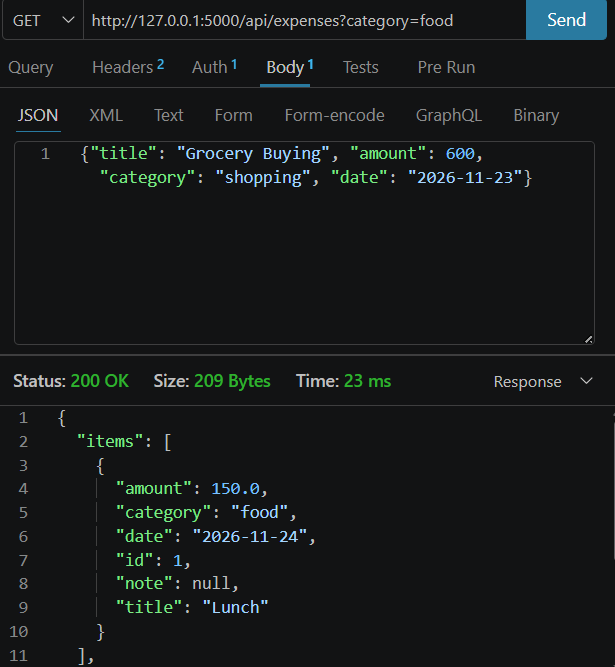 GET http://127.0.0.1:5000/api/expenses?category=food Send
Query Headers 2 Auth 1 Body 1 Tests Pre Run
JSON XML Text Form Form-encode GraphQL Binary
1 {"title": "Grocery Buying", "amount": 600,
"category": "shopping", "date": "2026-11-23"}
Status: 200 OK Size: 209 Bytes Time: 23 ms Response
1 {
2 "items": [
3 {
4 "amount": 150.0,
5 "category": "food",
6 "date": "2026-11-24",
7 "id": 1,
8 "note": null,
9 "title": "Lunch"
10 }
11 ],